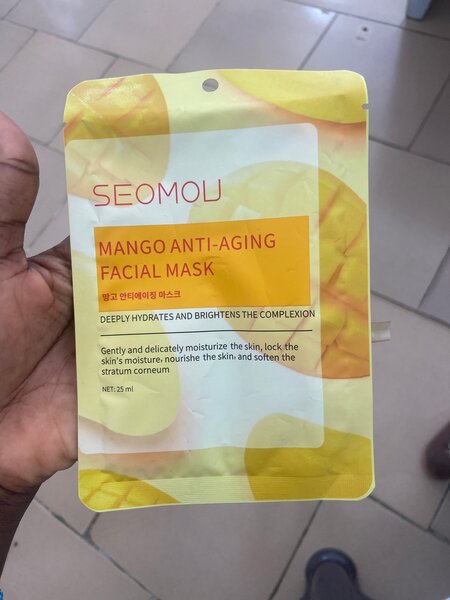 SEOMOU
MANGO ANTI-AGING
FACIAL MASK
망고 안티에이징 마스크
DEEPLY HYDRATES AND BRIGHTENS THE COMPLEXION
Gently and delicately moisturize the skin, lock the
skin's moisture, nourishe the skin, and soften the
stratum corneum
NET: 25 ml